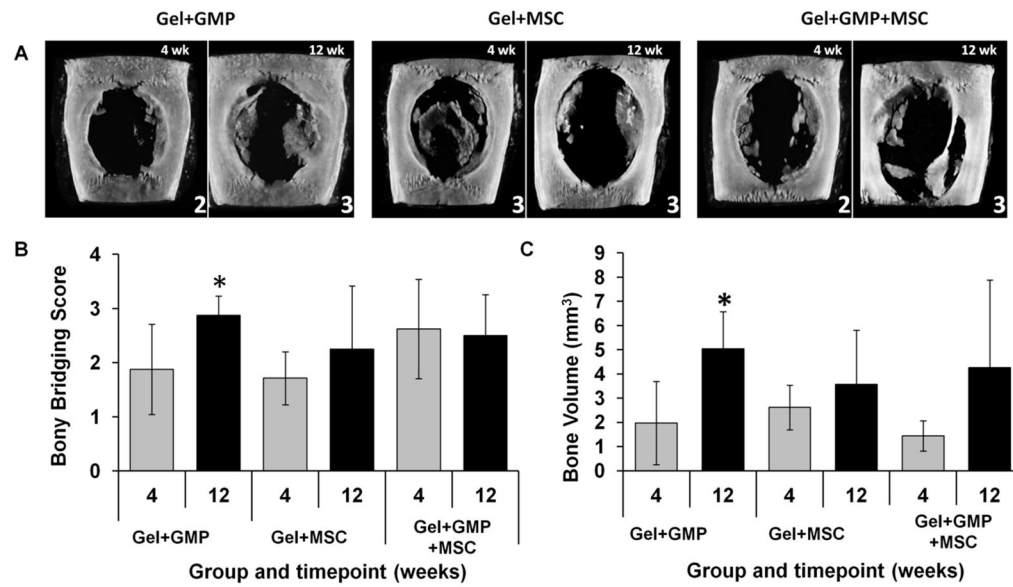 Gel+GMP Gel+MSC Gel+GMP+MSC
A
4 wk 12 wk 4 wk 12 wk 4 wk 12 wk
2 3 3 3 2 3
B
Bony Bridging Score
4
3
2
1
0
*
4 12 4 12 4 12
Gel+GMP Gel+MSC Gel+GMP
+MSC
Group and timepoint (weeks)
C
Bone Volume (mm³)
9
8
7
6
5
4
3
2
1
0
*
4 12 4 12 4 12
Gel+GMP Gel+MSC Gel+GMP
+MSC
Group and timepoint (weeks)